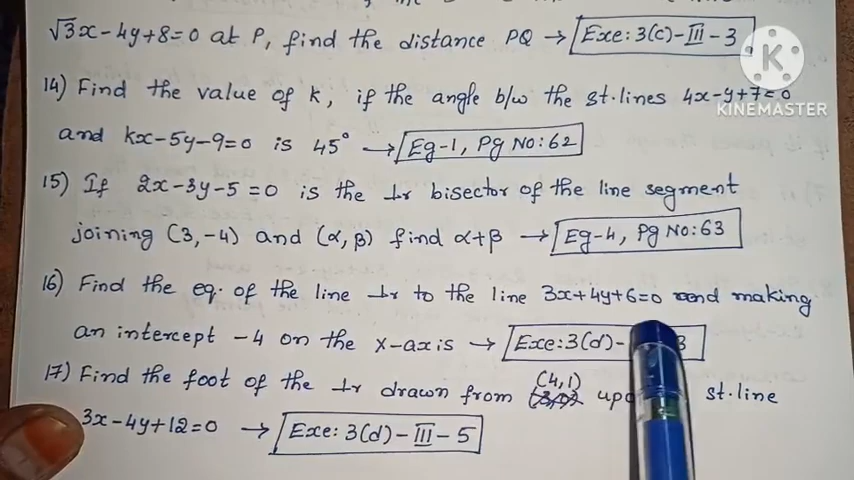 √3x-4y+8=0 at P, find the distance PQ → Exe: 3(c)-III-3
KINEMASTER
14) Find the value of k, if the angle b/w the st.lines 4x-y+7=0
and kx-5y-9=0 is 45° → Eg-1, Pg No:62
15) If 2x-3y-5=0 is the ⊥r bisector of the line segment
joining (3,-4) and (α,β) find α+β → Eg-4, Pg No:63
16) Find the eq. of the line ⊥r to the line 3x+4y+6=0 and making
an intercept -4 on the x-axis → Exe:3(d)- 3
17) Find the foot of the ⊥r drawn from (4,1) st.line
3x-4y+12=0 → Exe: 3(d)-III-5